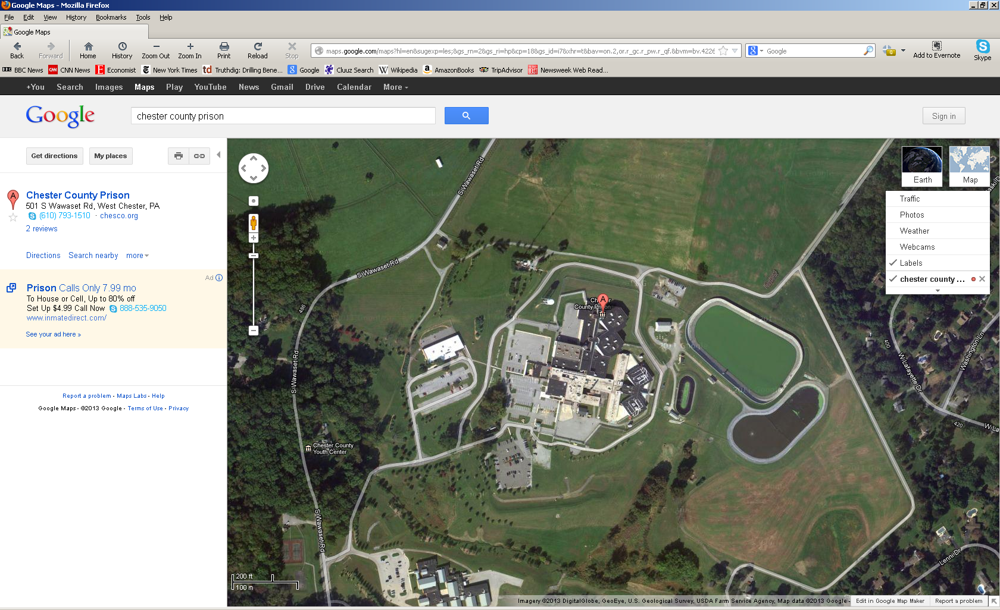 Google Maps - Mozilla Firefox
File Edit View History Bookmarks Tools Help
Google Maps
Back Forward Home History Zoom Out Zoom In Print Reload Stop
maps.google.com/maps?hl=en&sugexp=les;&gs_rn=2&gs_ri=hp&cp=18&gs_id=i7&xhr=t&bav=on.2,or.r_gc.r_pw.r_qf.&bvm=bv.4226
Google
Add to Evernote
Skype
BBC News CNN News Economist New York Times Truthdig: Drilling Bene... Google Cluuz Search Wikipedia AmazonBooks TripAdvisor Newsweek Web Read...
+You Search Images Maps Play YouTube News Gmail Drive Calendar More
Google
chester county prison
Sign in
Get directions My places
A
Chester County Prison
501 S Wawaset Rd, West Chester, PA
(610) 793-1510 · chesco.org
2 reviews
Directions Search nearby more
Ad
Prison Calls Only 7.99 mo
To House or Cell, Up to 80% off
Set Up $4.99 Call Now 888-535-9050
www.inmatedirect.com/
See your ad here »
Report a problem - Maps Labs - Help
Google Maps - ©2013 Google - Terms of Use - Privacy
Earth
Map
Traffic
Photos
Weather
Webcams
Labels
chester county ...
S Wawaset Rd
S Wawaset Rd
486
S Wawaset Rd
S Wawaset Rd
A
Chester
County Prison
Chester County
Youth Center
400
W Lafayette Dr
Washington Ln
420
W La
Lenni Dr
200 ft
100 m
Imagery ©2013 DigitalGlobe, GeoEye, U.S. Geological Survey, USDA Farm Service Agency, Map data ©2013 Google -
Edit in Google Map Maker
Report a problem